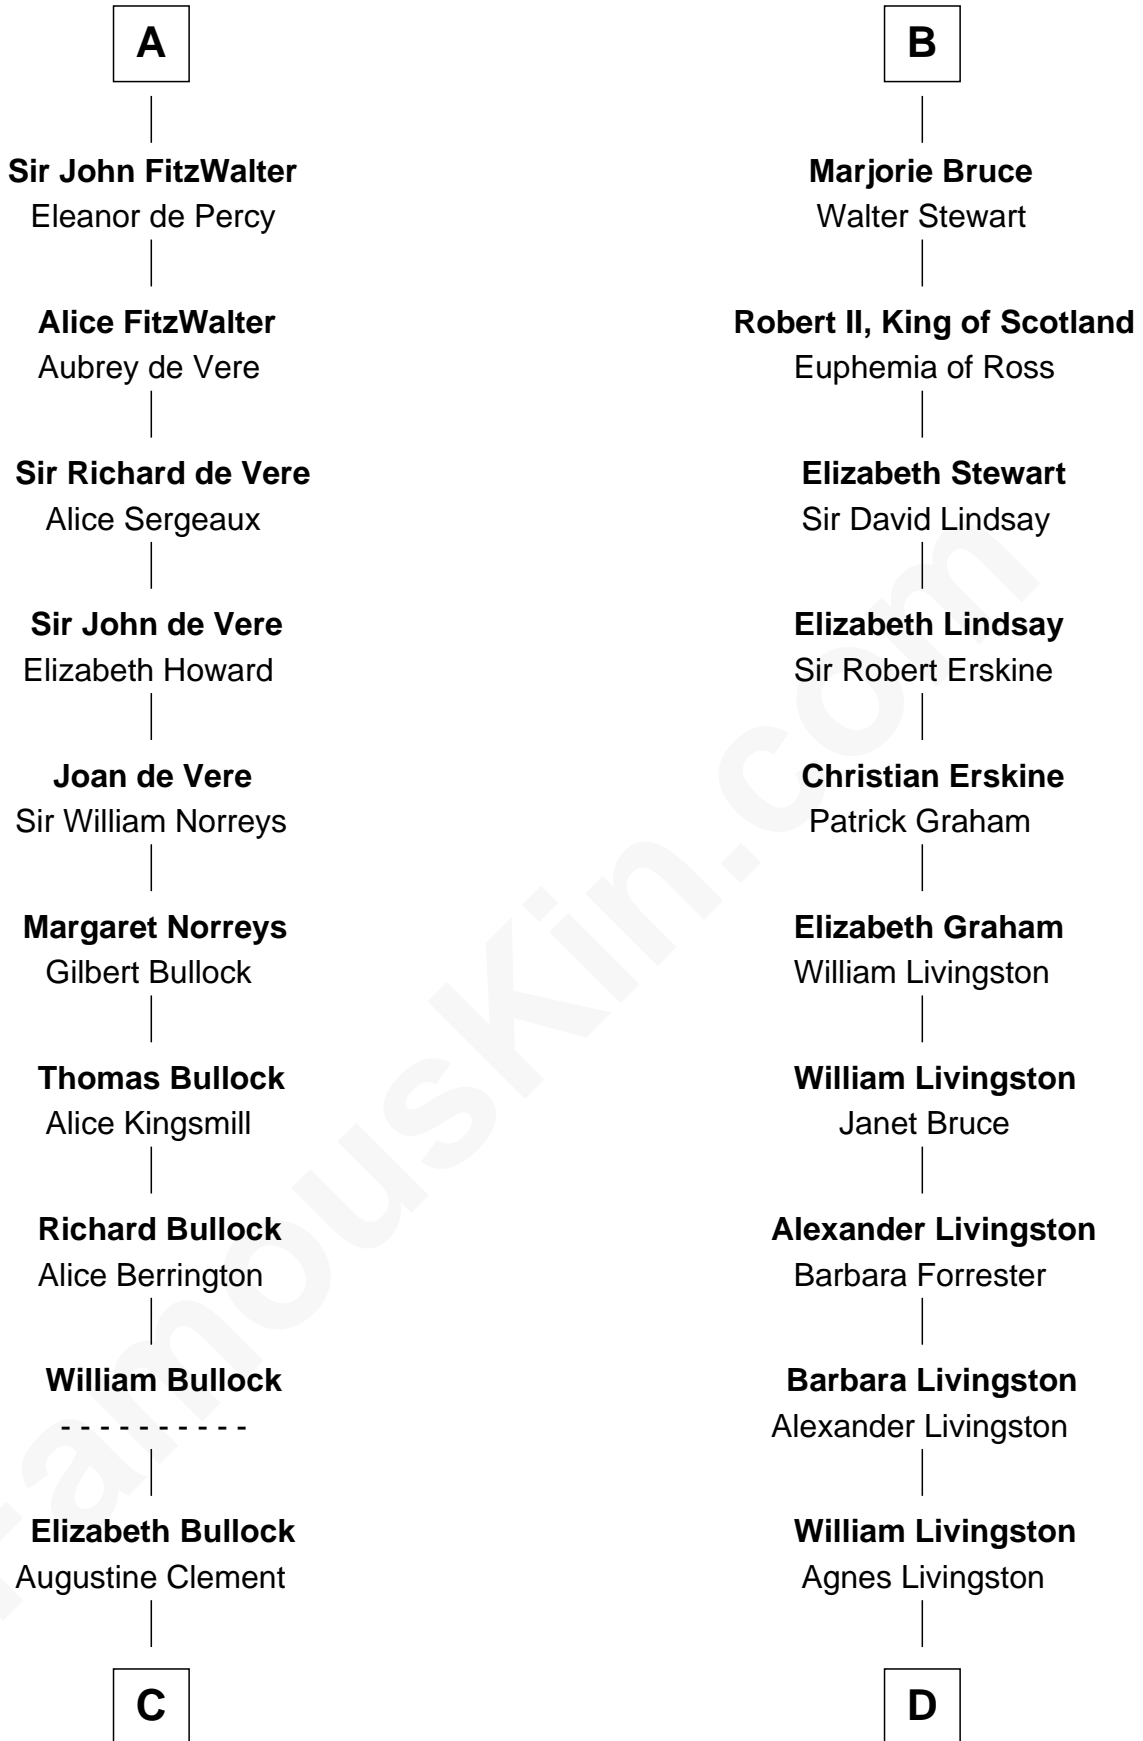 A
Sir John FitzWalter
Eleanor de Percy
Alice FitzWalter
Aubrey de Vere
Sir Richard de Vere
Alice Sergeaux
Sir John de Vere
Elizabeth Howard
Joan de Vere
Sir William Norreys
Margaret Norreys
Gilbert Bullock
Thomas Bullock
Alice Kingsmill
Richard Bullock
Alice Berrington
William Bullock
- - - - - - - - - -
Elizabeth Bullock
Augustine Clement
C
B
Marjorie Bruce
Walter Stewart
Robert II, King of Scotland
Euphemia of Ross
Elizabeth Stewart
Sir David Lindsay
Elizabeth Lindsay
Sir Robert Erskine
Christian Erskine
Patrick Graham
Elizabeth Graham
William Livingston
William Livingston
Janet Bruce
Alexander Livingston
Barbara Forrester
Barbara Livingston
Alexander Livingston
William Livingston
Agnes Livingston
D
FamousKin.com